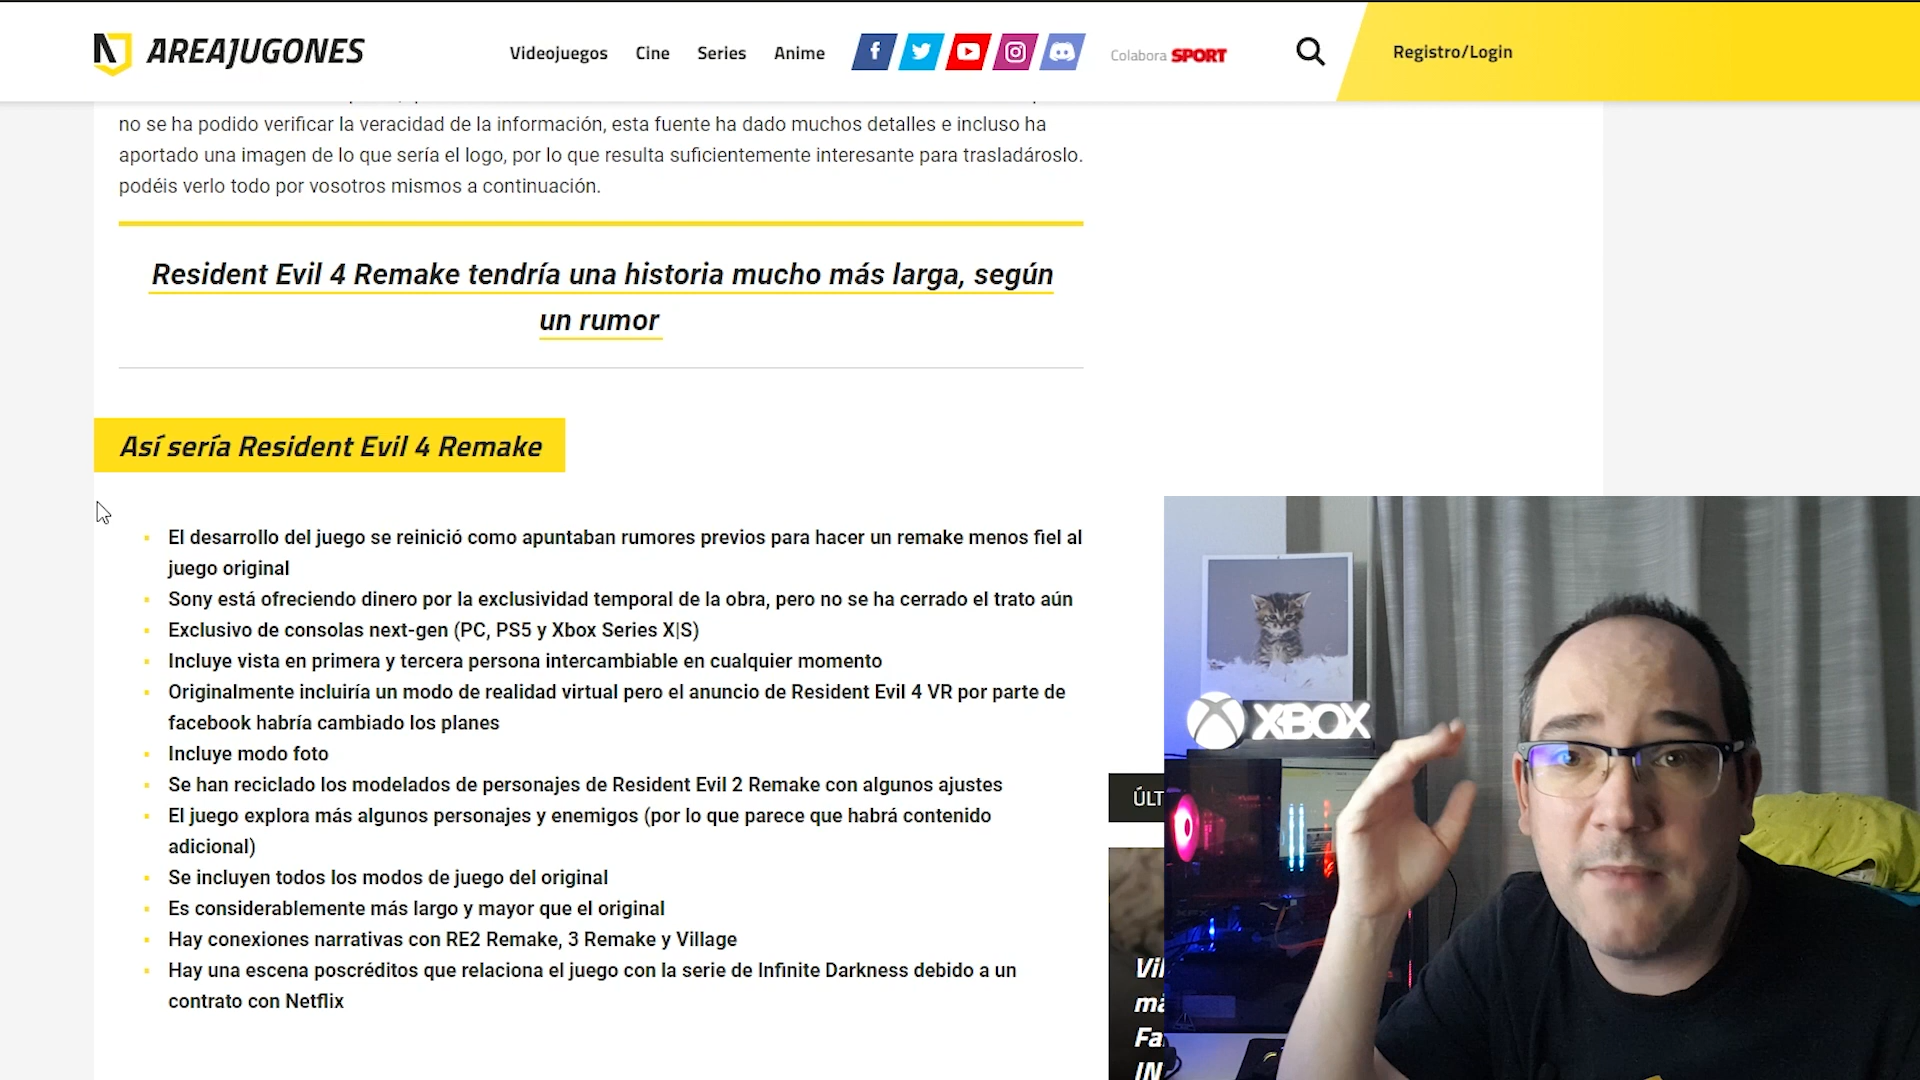 AREAJUGONES
Videojuegos Cine Series Anime
Colabora SPORT
Registro/Login
no se ha podido verificar la veracidad de la información, esta fuente ha dado muchos detalles e incluso ha
aportado una imagen de lo que sería el logo, por lo que resulta suficientemente interesante para trasladároslo.
podéis verlo todo por vosotros mismos a continuación.
Resident Evil 4 Remake tendría una historia mucho más larga, según
un rumor
Así sería Resident Evil 4 Remake
El desarrollo del juego se reinició como apuntaban rumores previos para hacer un remake menos fiel al
juego original
Sony está ofreciendo dinero por la exclusividad temporal de la obra, pero no se ha cerrado el trato aún
Exclusivo de consolas next-gen (PC, PS5 y Xbox Series X|S)
Incluye vista en primera y tercera persona intercambiable en cualquier momento
Originalmente incluiría un modo de realidad virtual pero el anuncio de Resident Evil 4 VR por parte de
facebook habría cambiado los planes
Incluye modo foto
Se han reciclado los modelados de personajes de Resident Evil 2 Remake con algunos ajustes
El juego explora más algunos personajes y enemigos (por lo que parece que habrá contenido
adicional)
Se incluyen todos los modos de juego del original
Es considerablemente más largo y mayor que el original
Hay conexiones narrativas con RE2 Remake, 3 Remake y Village
Hay una escena poscréditos que relaciona el juego con la serie de Infinite Darkness debido a un
contrato con Netflix
XBOX